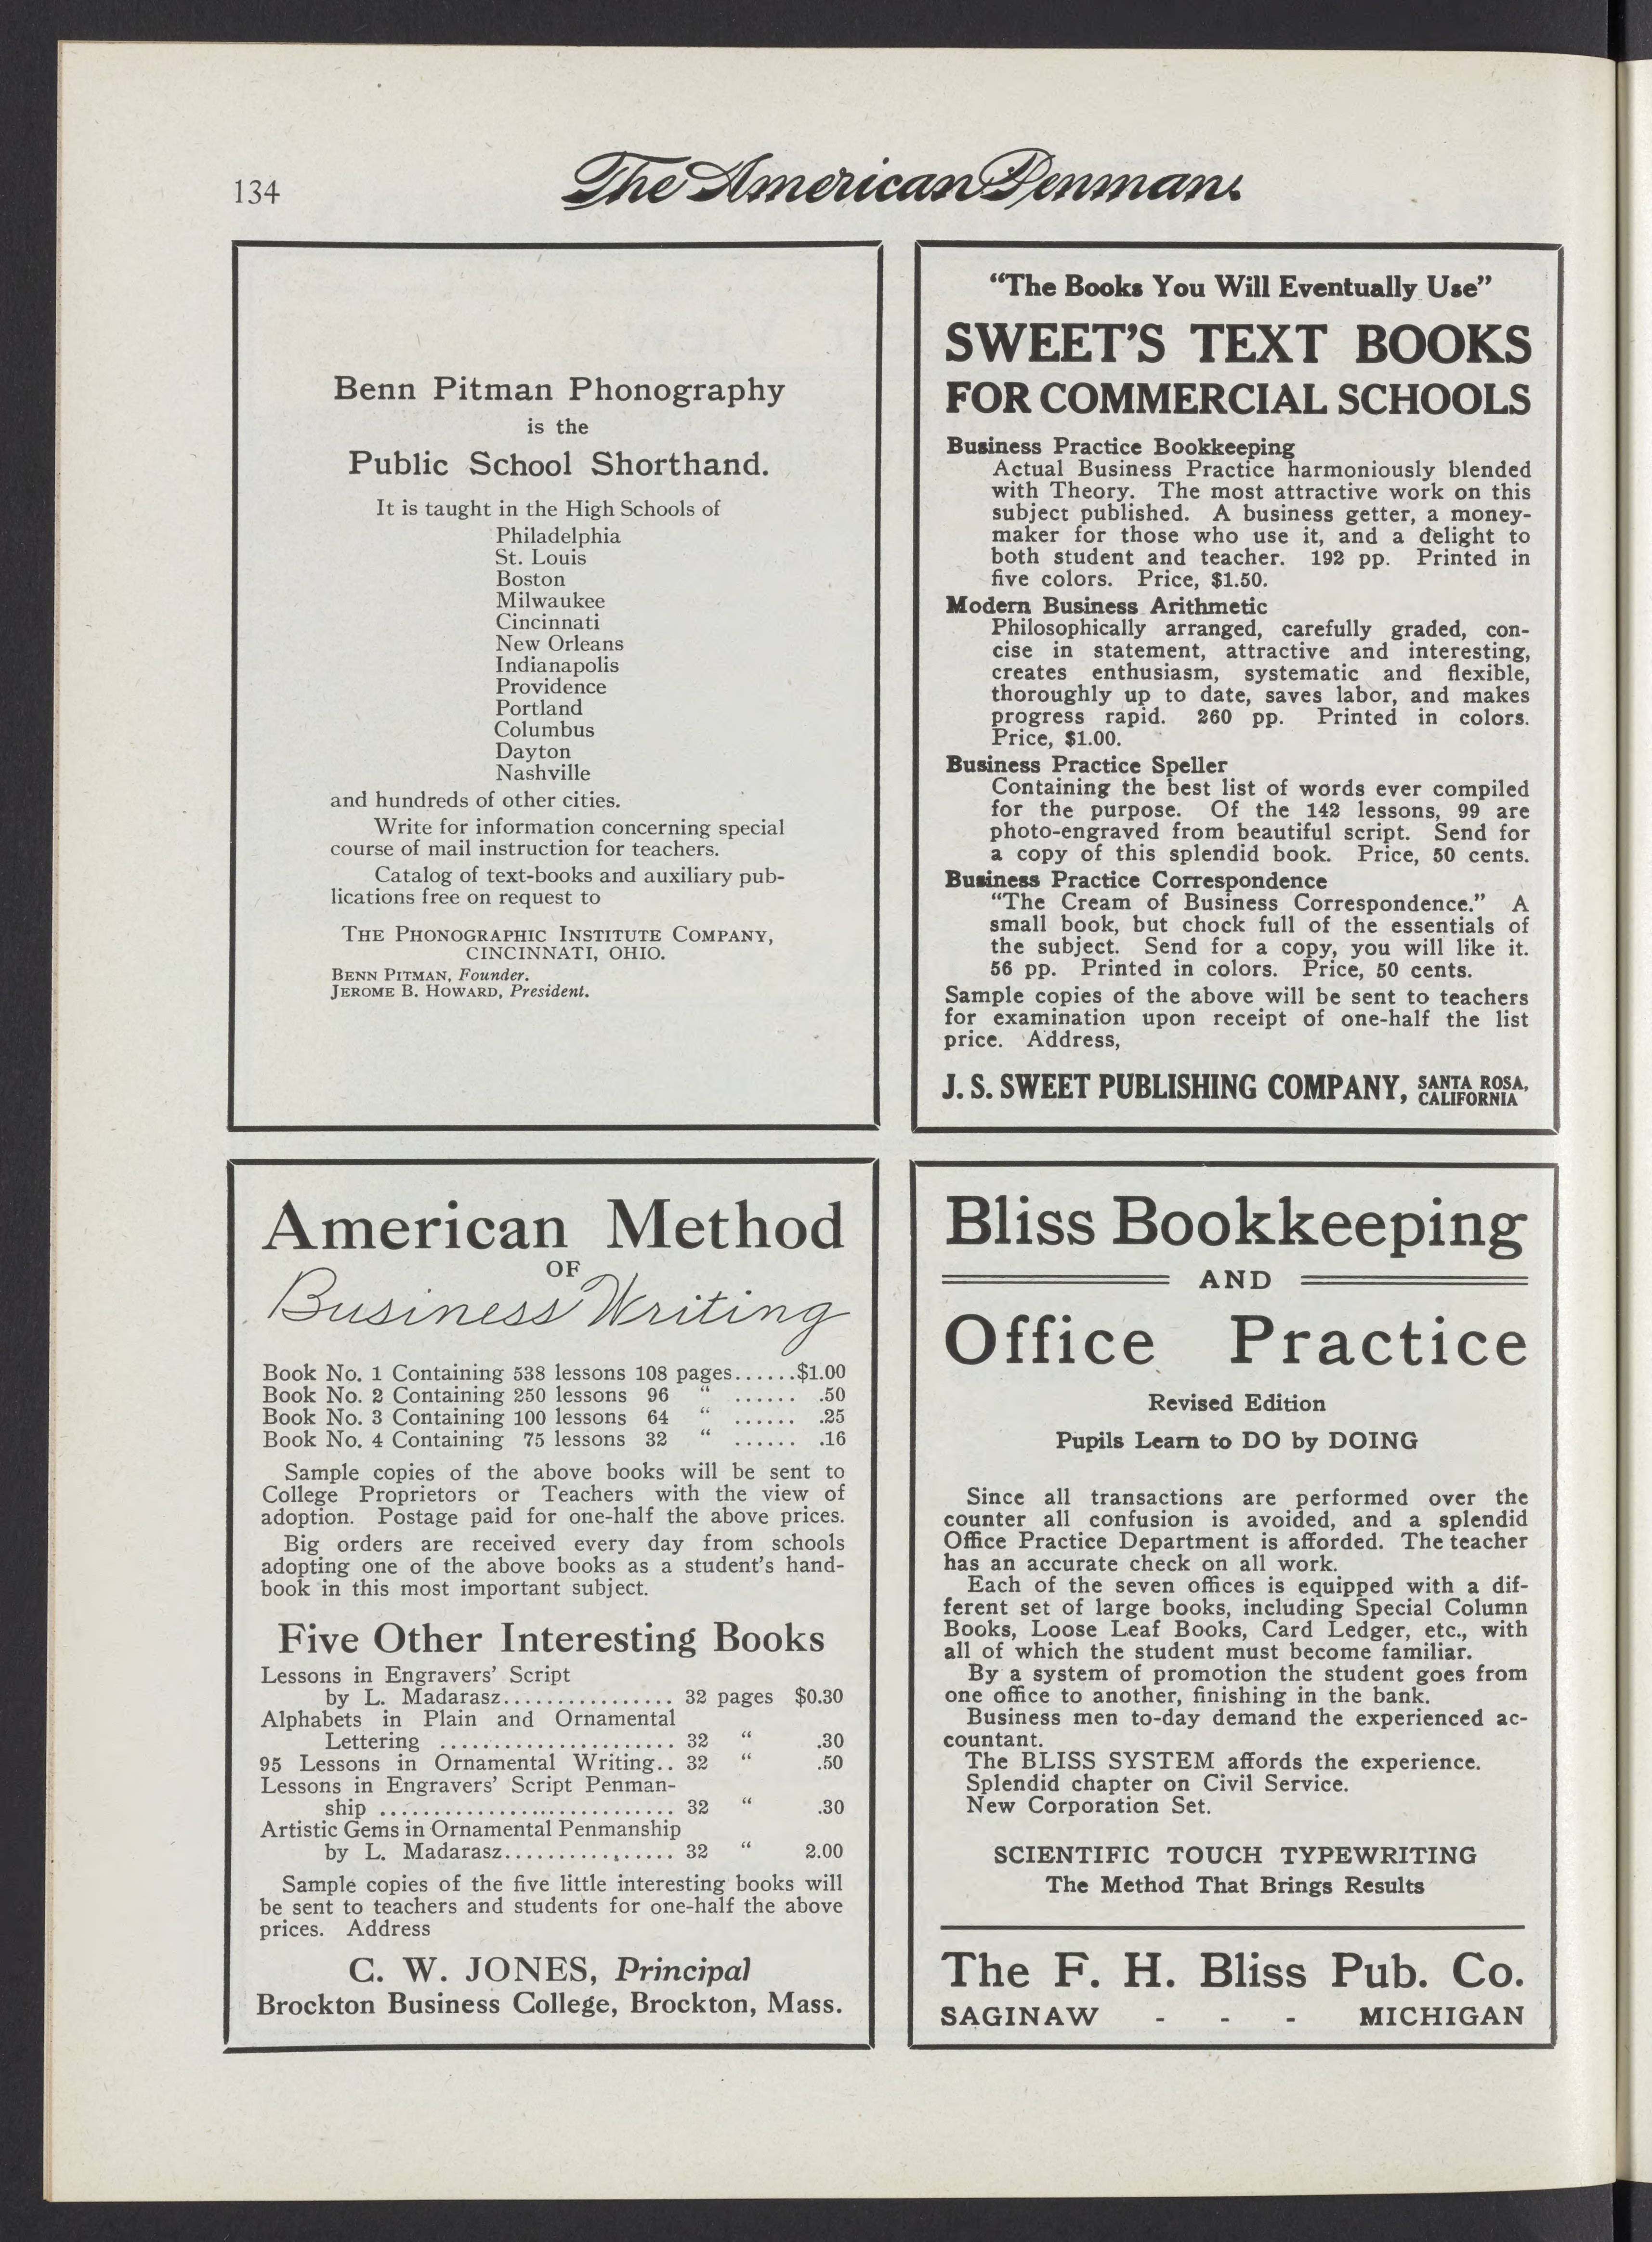 134
The American Penman
Benn Pitman Phonography
is the
Public School Shorthand.
It is taught in the High Schools of
Philadelphia
St. Louis
Boston
Milwaukee
Cincinnati
New Orleans
Indianapolis
Providence
Portland
Columbus
Dayton
Nashville
and hundreds of other cities.
Write for information concerning special
course of mail instruction for teachers.
Catalog of text-books and auxiliary pub-
lications free on request to
THE PHONOGRAPHIC INSTITUTE COMPANY,
CINCINNATI, OHIO.
BENN PITMAN, Founder.
JEROME B. HOWARD, President.
“The Books You Will Eventually Use”
SWEET'S TEXT BOOKS
FOR COMMERCIAL SCHOOLS
Business Practice Bookkeeping
Actual Business Practice harmoniously blended
with Theory. The most attractive work on this
subject published. A business getter, a money-
maker for those who use it, and a delight to
both student and teacher. 192 pp. Printed in
five colors. Price, $1.50.
Modern Business Arithmetic
Philosophically arranged, carefully graded, con-
cise in statement, attractive and interesting,
creates enthusiasm, systematic and flexible,
thoroughly up to date, saves labor, and makes
progress rapid. 260 pp. Printed in colors.
Price, $1.00.
Business Practice Speller
Containing the best list of words ever compiled
for the purpose. Of the 142 lessons, 99 are
photo-engraved from beautiful script. Send for
a copy of this splendid book. Price, 50 cents.
Business Practice Correspondence
“The Cream of Business Correspondence.” A
small book, but chock full of the essentials of
the subject. Send for a copy, you will like it.
56 pp. Printed in colors. Price, 50 cents.
Sample copies of the above will be sent to teachers
for examination upon receipt of one-half the list
price. Address,
J. S. SWEET PUBLISHING COMPANY, SANTA ROSA,
CALIFORNIA
American Method
OF
Business Writing
Book No. 1 Containing 538 lessons 108 pages......$1.00
Book No. 2 Containing 250 lessons 96 “ ...... .50
Book No. 3 Containing 100 lessons 64 “ ...... .25
Book No. 4 Containing 75 lessons 32 “ ...... .16
Sample copies of the above books will be sent to
College Proprietors or Teachers with the view of
adoption. Postage paid for one-half the above prices.
Big orders are received every day from schools
adopting one of the above books as a student's hand-
book in this most important subject.
Five Other Interesting Books
Lessons in Engravers' Script
by L. Madarasz................ 32 pages $0.30
Alphabets in Plain and Ornamental
Lettering ...................... 32 “ .30
95 Lessons in Ornamental Writing.. 32 “ .50
Lessons in Engravers' Script Penman-
ship ........................... 32 “ .30
Artistic Gems in Ornamental Penmanship
by L. Madarasz................ 32 “ 2.00
Sample copies of the five little interesting books will
be sent to teachers and students for one-half the above
prices. Address
C. W. JONES, Principal
Brockton Business College, Brockton, Mass.
Bliss Bookkeeping
AND
Office Practice
Revised Edition
Pupils Learn to DO by DOING
Since all transactions are performed over the
counter all confusion is avoided, and a splendid
Office Practice Department is afforded. The teacher
has an accurate check on all work.
Each of the seven offices is equipped with a dif-
ferent set of large books, including Special Column
Books, Loose Leaf Books, Card Ledger, etc., with
all of which the student must become familiar.
By a system of promotion the student goes from
one office to another, finishing in the bank.
Business men to-day demand the experienced ac-
countant.
The BLISS SYSTEM affords the experience.
Splendid chapter on Civil Service.
New Corporation Set.
SCIENTIFIC TOUCH TYPEWRITING
The Method That Brings Results
The F. H. Bliss Pub. Co.
SAGINAW - - - MICHIGAN